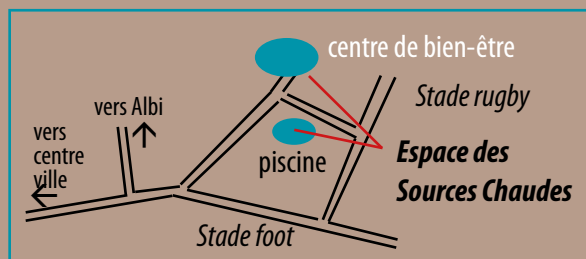 centre de bien-être
Stade rugby
vers Albi
vers
centre
ville
piscine
Espace des
Sources Chaudes
Stade foot